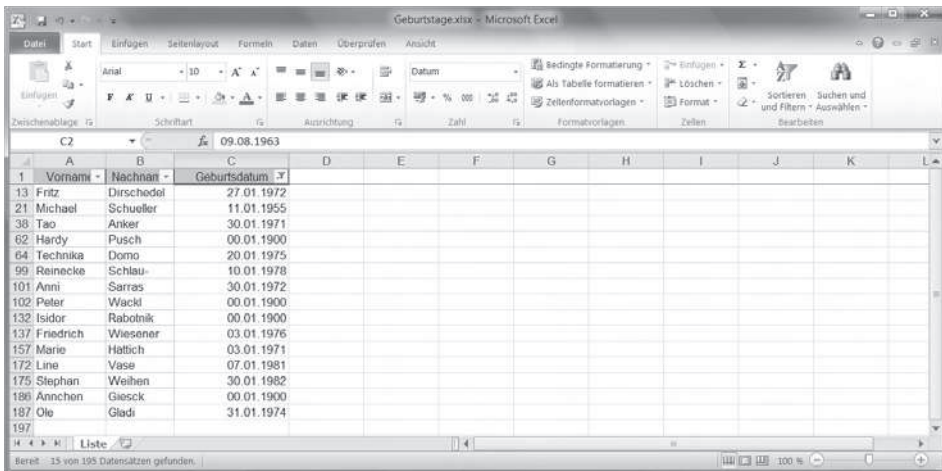 Geburtstage.xlsx - Microsoft Excel
Datei Start Einfügen Seitenlayout Formeln Daten Überprüfen Ansicht
Einfügen
Arial 10 A A
F K U A
Datum
% 000
Bedingte Formatierung
Als Tabelle formatieren
Zellenformatvorlagen
Einfügen
Löschen
Format
Σ
Sortieren und Filtern
Suchen und Auswählen
Zwischenablage Schriftart Ausrichtung Zahl Formatvorlagen Zellen Bearbeiten
C2 fx 09.08.1963
A B C D E F G H I J K L
1 Vorname Nachnam Geburtsdatum
13 Fritz Dirschedel 27.01.1972
21 Michael Schueller 11.01.1955
38 Tao Anker 30.01.1971
62 Hardy Pusch 00.01.1900
64 Technika Domo 20.01.1975
99 Reinecke Schlau- 10.01.1978
101 Anni Sarras 30.01.1972
102 Peter Wackl 00.01.1900
132 Isidor Rabotnik 00.01.1900
137 Friedrich Wiesener 03.01.1976
157 Marie Hattich 03.01.1971
172 Line Vase 07.01.1981
175 Stephan Weihen 30.01.1982
186 Annchen Giesck 00.01.1900
187 Ole Gladi 31.01.1974
197
Liste
Bereit 15 von 195 Datensätzen gefunden. 100 %